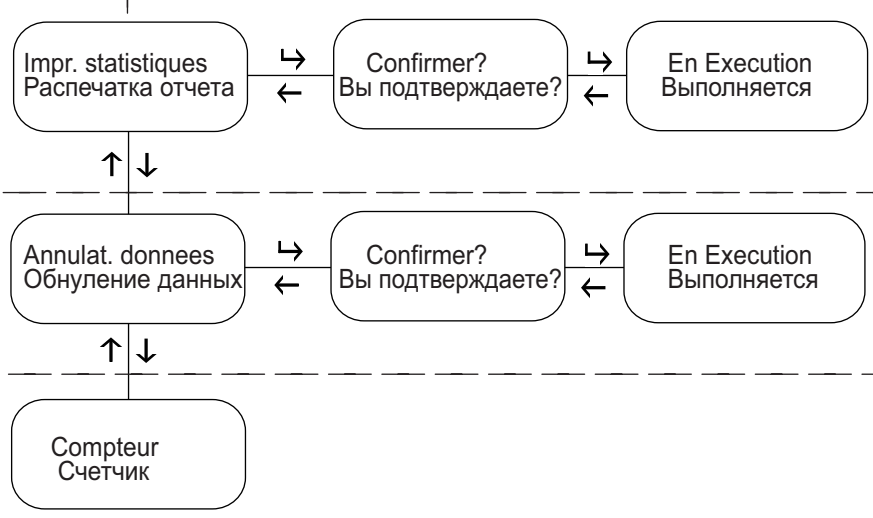 Impr. statistiques
Распечатка отчета
Confirmer?
Вы подтверждаете?
En Execution
Выполняется
Annulat. donnees
Обнуление данных
Confirmer?
Вы подтверждаете?
En Execution
Выполняется
Compteur
Счетчик